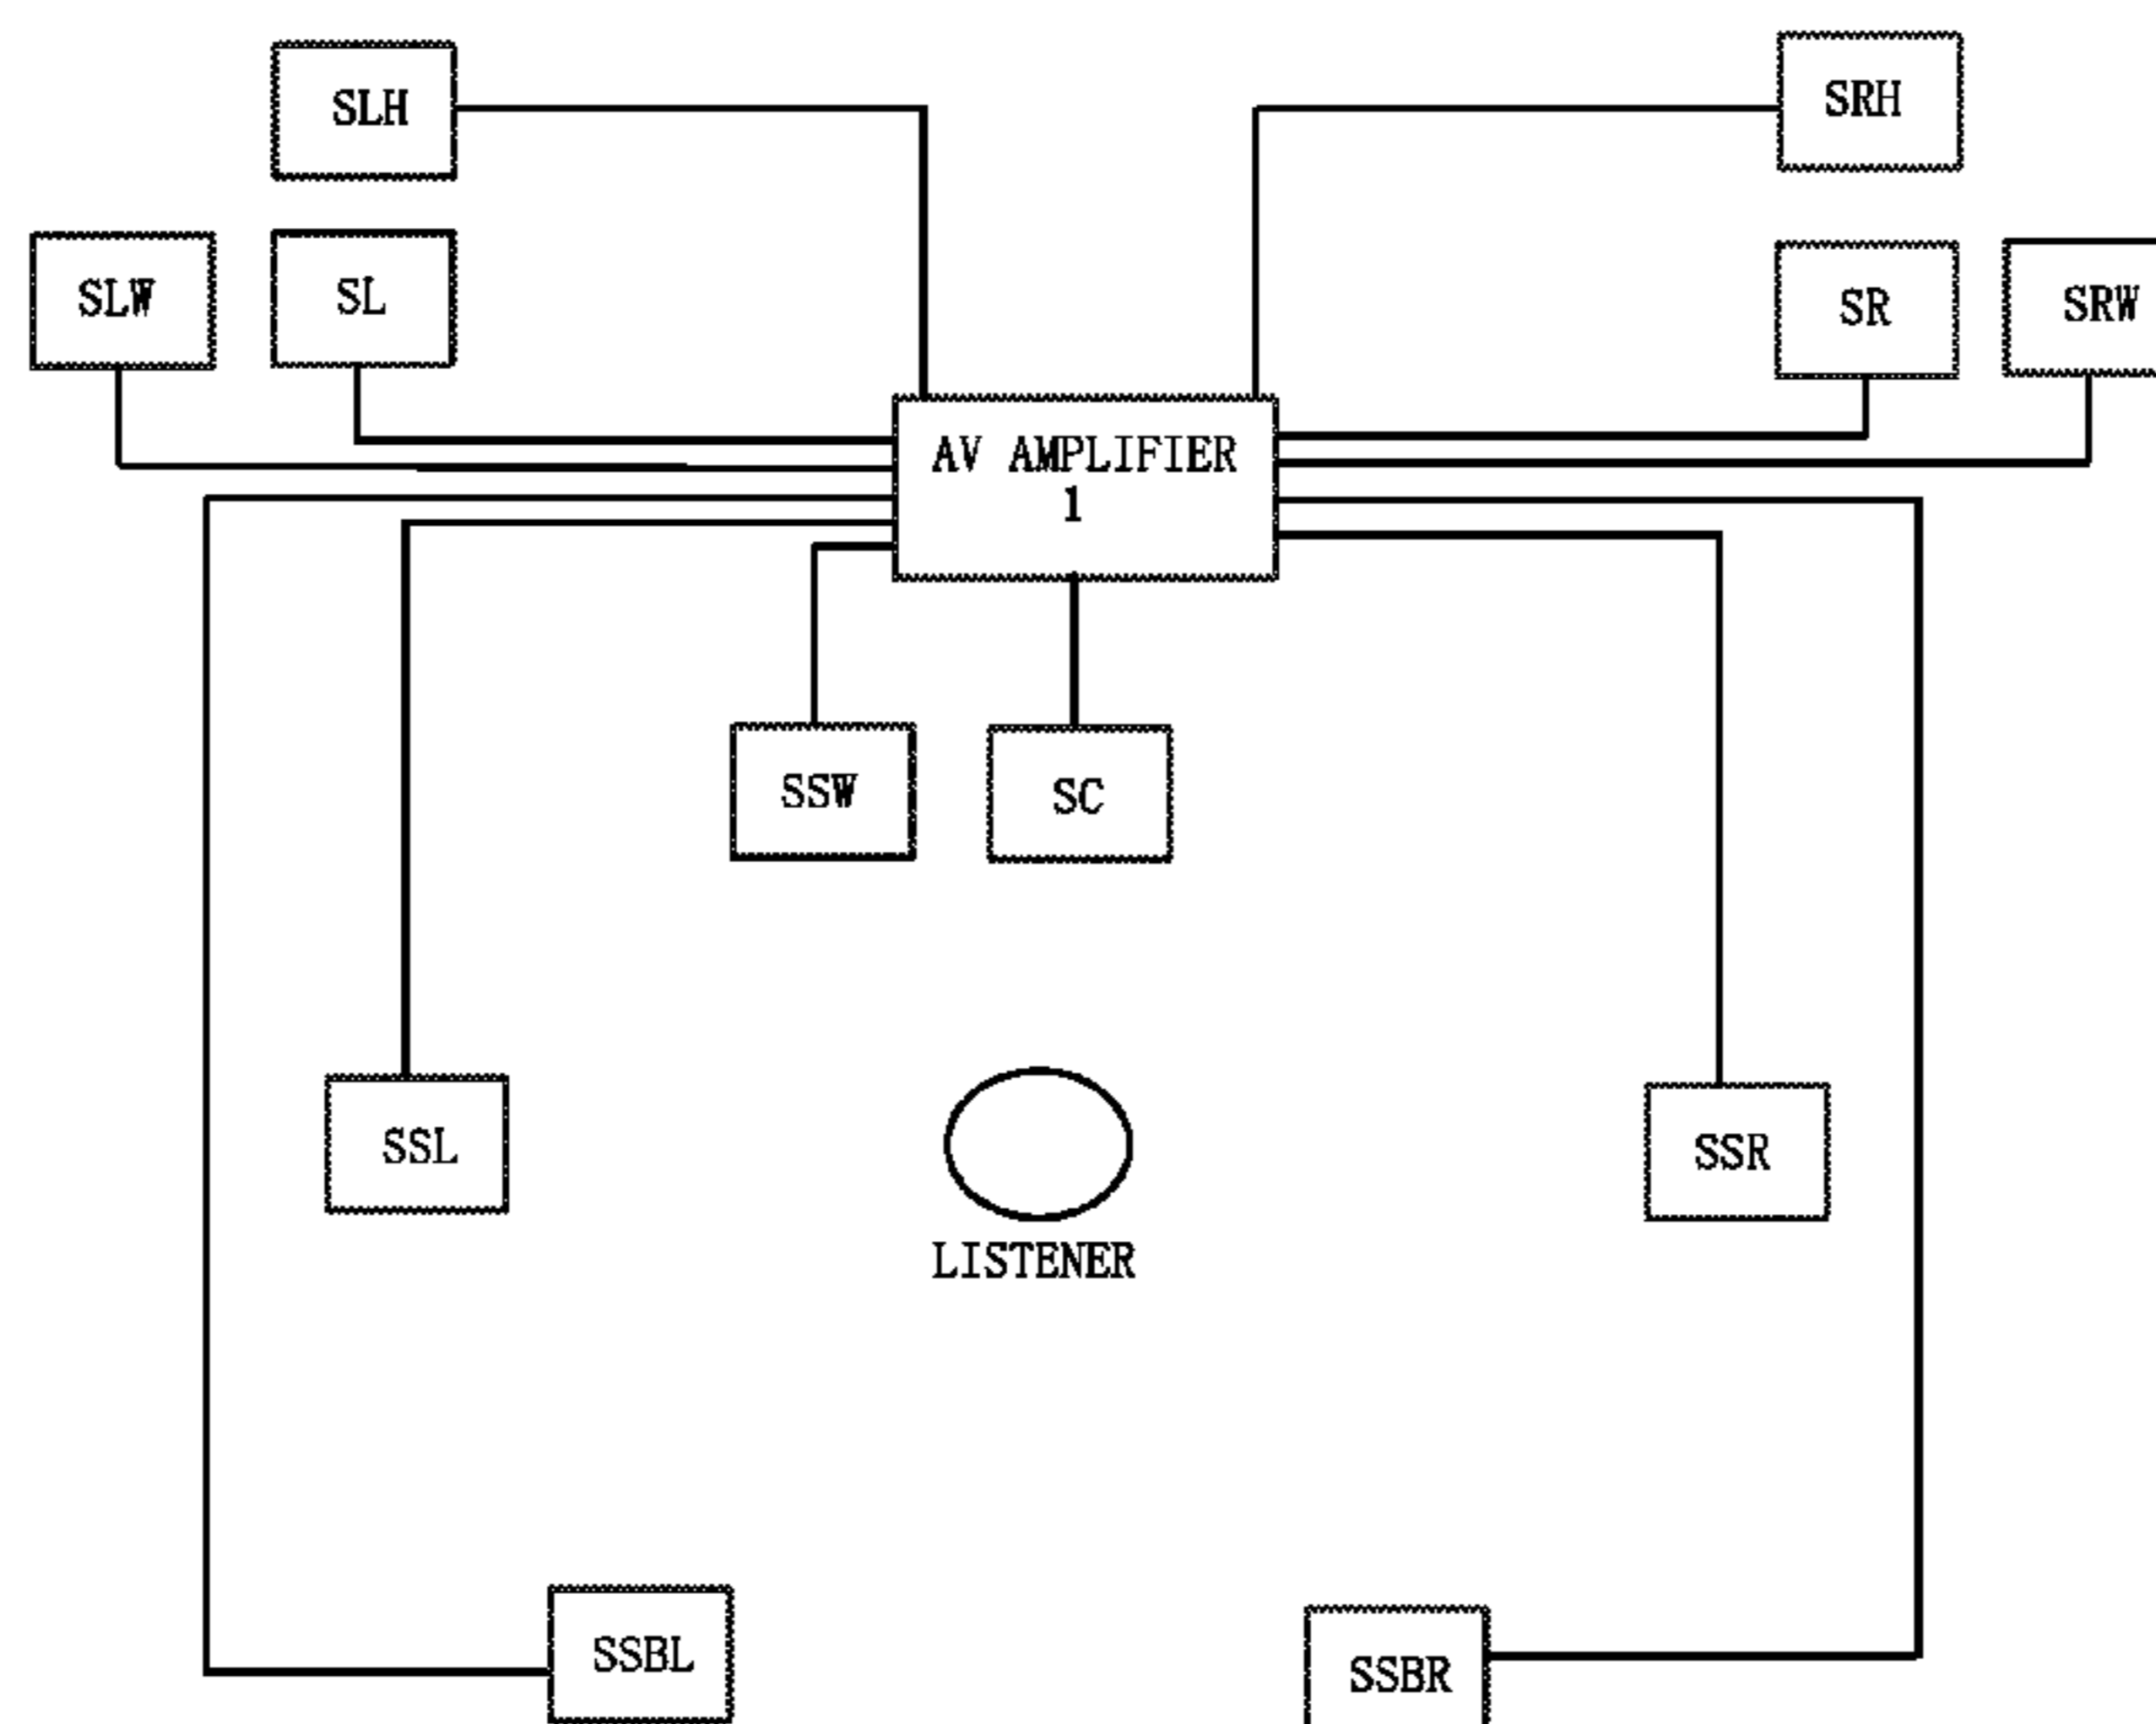 SLH
SRH
SLW
SL
SR
SRW
AV AMPLIFIER
1
SSW
SC
SSL
SSR
LISTENER
SSBL
SSBR